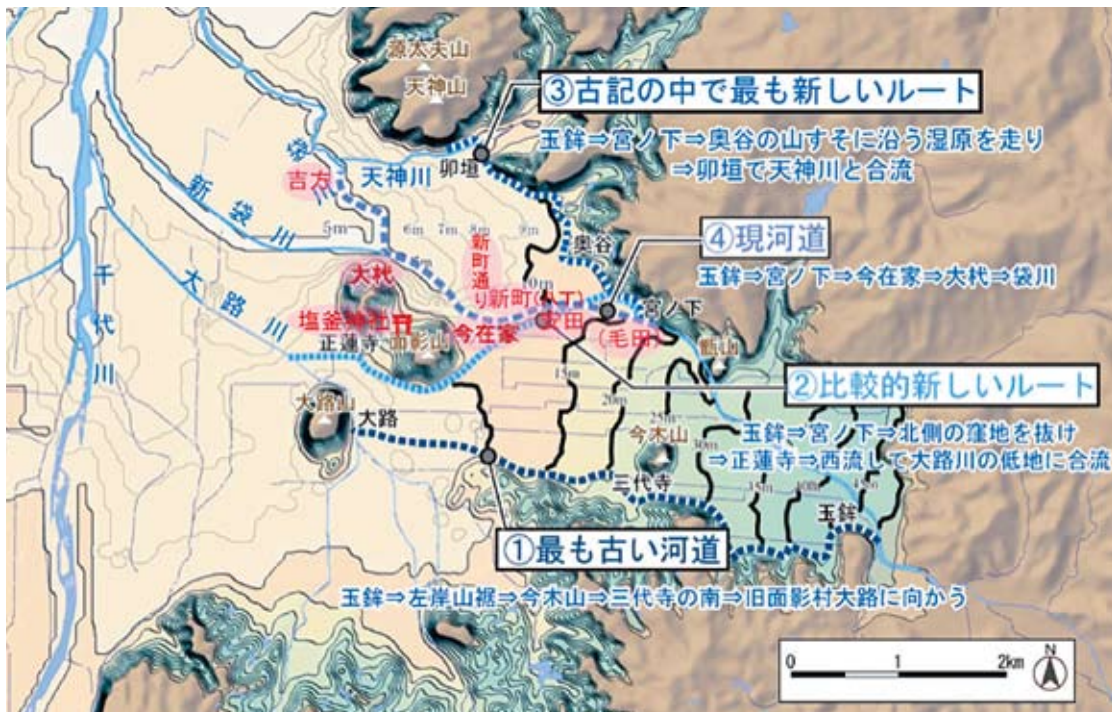 源太夫山
天神山
③古記の中で最も新しいルート
玉鉾⇒宮ノ下⇒奥谷の山すそに沿う湿原を走り
⇒卯垣で天神川と合流
卯垣
天神川
袋川
吉方
新袋川
5m
6m
7m
8m
9m
新町通り
奥谷
④現河道
玉鉾⇒宮ノ下⇒今在家⇒大杙⇒袋川
大杙
大路川
千代川
10m
新町(八丁)
安田
宮ノ下
(毛田)
塩釜神社
正蓮寺
面影山
今在家
甑山
15m
②比較的新しいルート
大路山
大路
20m
25m
今木山
30m
玉鉾⇒宮ノ下⇒北側の窪地を抜け
⇒正蓮寺⇒西流して大路川の低地に合流
三代寺
35m
40m
45m
玉鉾
①最も古い河道
玉鉾⇒左岸山裾⇒今木山⇒三代寺の南⇒旧面影村大路に向かう
0 1 2km
N